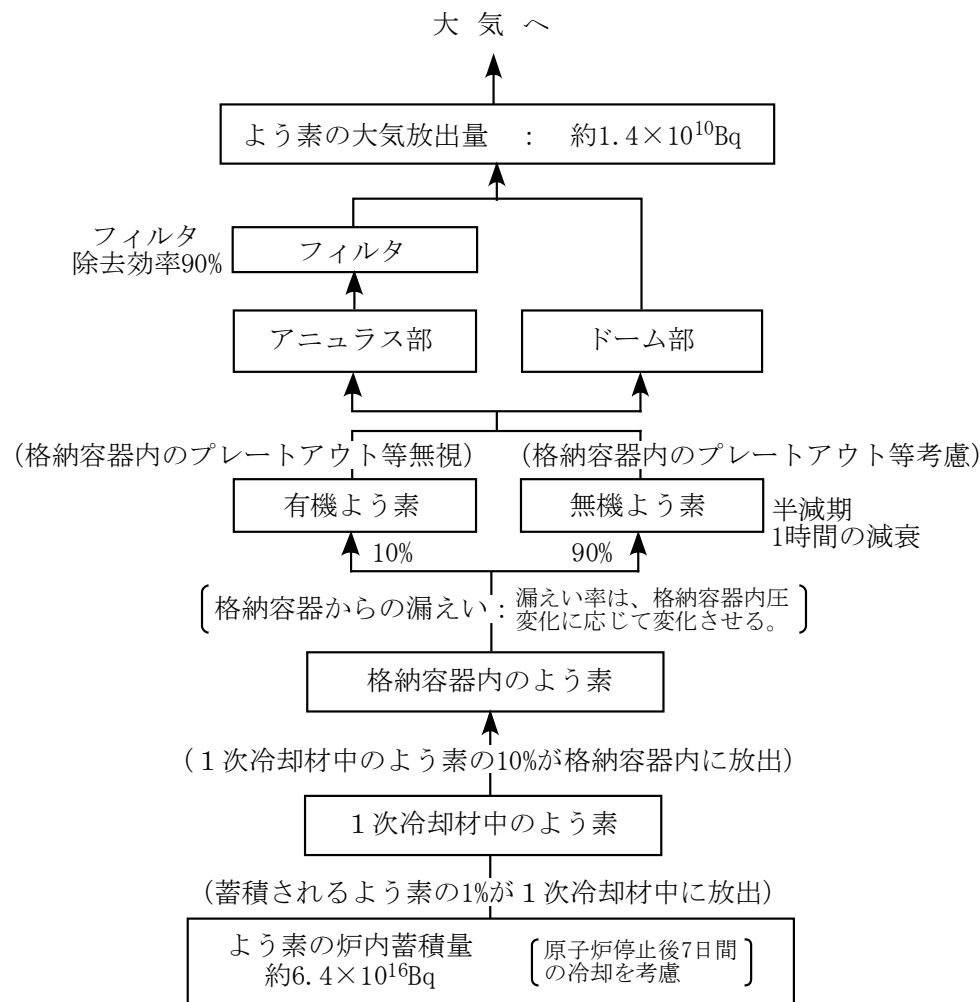 大 気 へ
よう素の大気放出量 : 約1.4×10¹⁰Bq
フィルタ
除去効率90%
フィルタ
アニュラス部
ドーム部
(格納容器内のプレートアウト等無視)
(格納容器内のプレートアウト等考慮)
有機よう素
無機よう素
半減期
1時間の減衰
10%
90%
格納容器からの漏えい:
漏えい率は、格納容器内圧
変化に応じて変化させる。
格納容器内のよう素
(1次冷却材中のよう素の10%が格納容器内に放出)
1次冷却材中のよう素
(蓄積されるよう素の1%が1次冷却材中に放出)
よう素の炉内蓄積量
約6.4×10¹⁶Bq
原子炉停止後7日間
の冷却を考慮